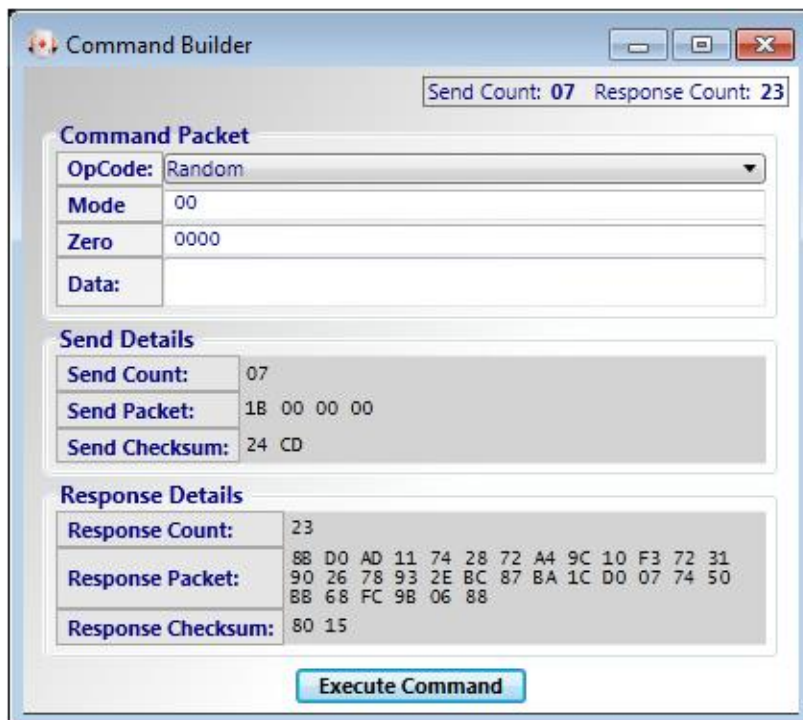 Command Builder
Send Count: 07 Response Count: 23
Command Packet
OpCode: Random
Mode 00
Zero 0000
Data:
Send Details
Send Count: 07
Send Packet: 1B 00 00 00
Send Checksum: 24 CD
Response Details
Response Count: 23
8B D0 AD 11 74 28 72 A4 9C 10 F3 72 31
Response Packet: 90 26 78 93 2E BC 87 BA 1C D0 07 74 50
BB 68 FC 9B 06 88
Response Checksum: 80 15
Execute Command